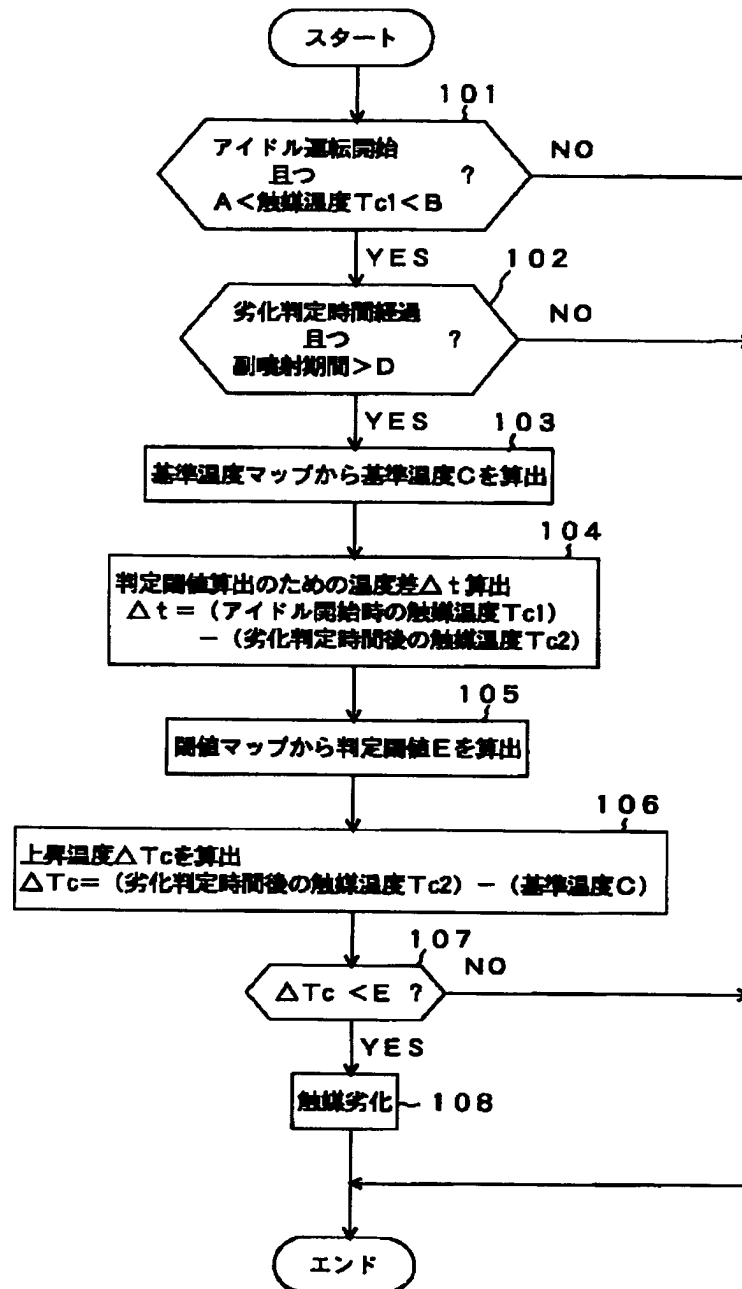 スタート
101
アイドル運転開始
且つ ?
A<触媒温度Tc1<B
NO
YES
102
劣化判定時間経過
且つ ?
副噴射期間>D
NO
YES
103
基準温度マップから基準温度Cを算出
104
判定閾値算出のための温度差△t算出
△t=(アイドル開始時の触媒温度Tc1)
-(劣化判定時間後の触媒温度Tc2)
105
閾値マップから判定閾値Eを算出
106
上昇温度△Tcを算出
△Tc=(劣化判定時間後の触媒温度Tc2)-(基準温度C)
107
△Tc<E ?
NO
YES
触媒劣化
108
エンド